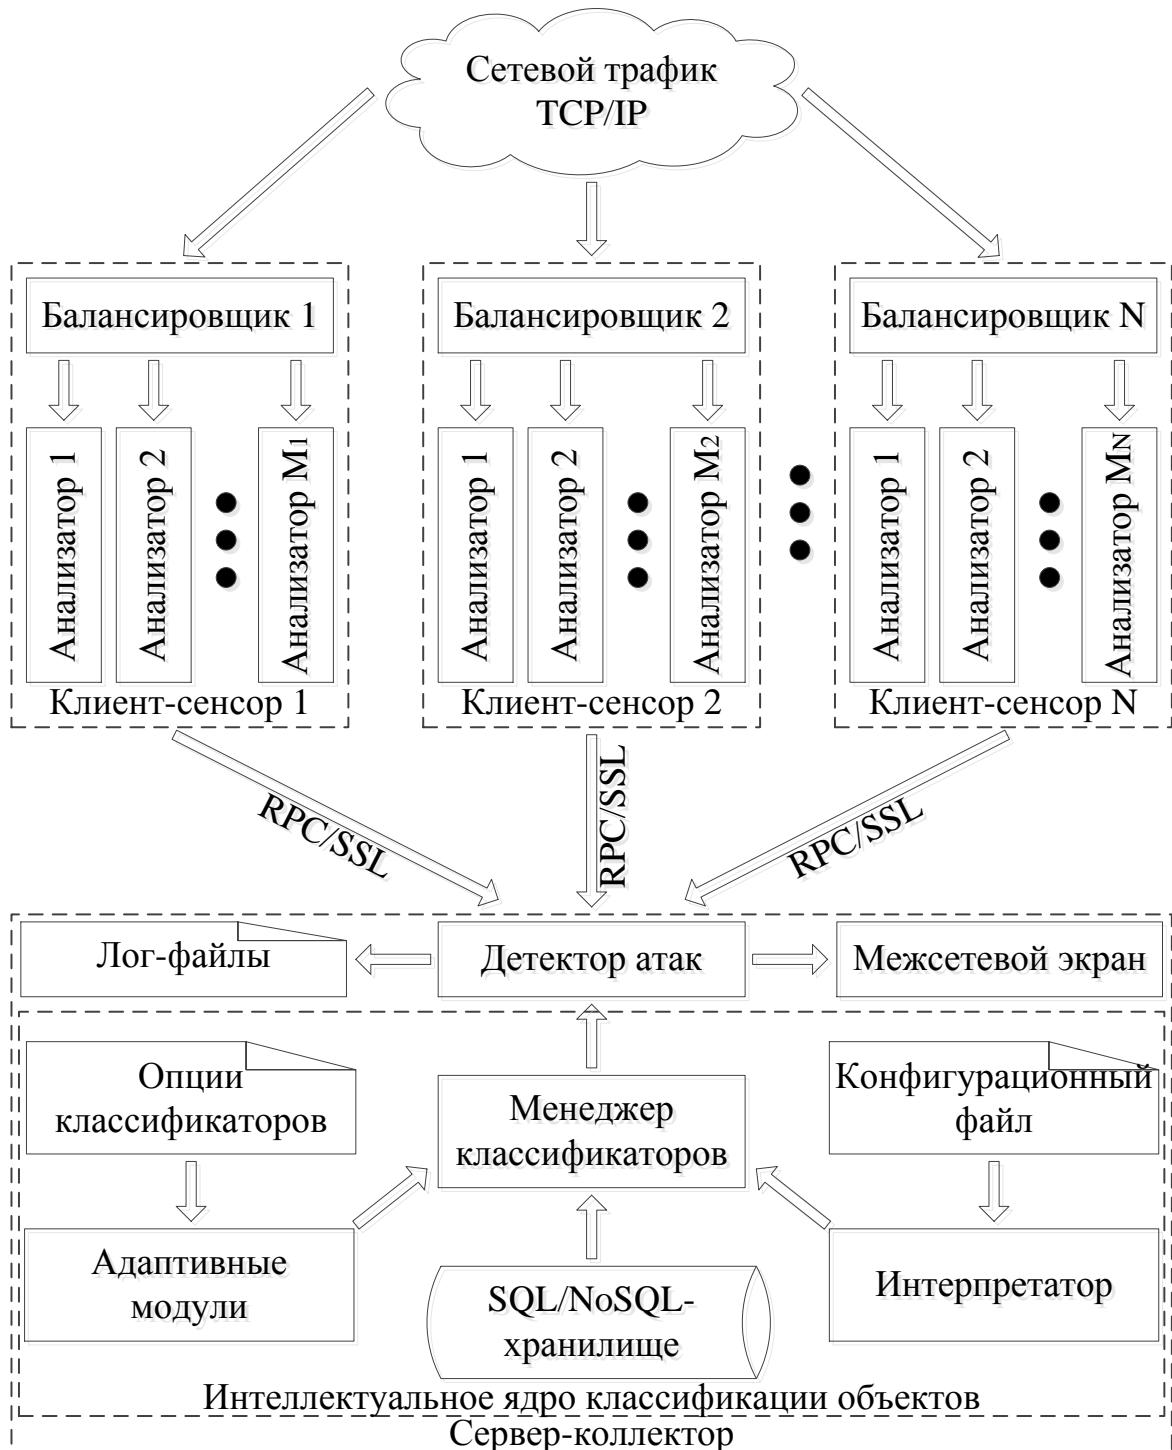 Сетевой трафик
TCP/IP
Балансировщик 1
Балансировщик 2
Балансировщик N
Анализатор 1
Анализатор 2
Анализатор M1
Анализатор 1
Анализатор 2
Анализатор M2
Анализатор 1
Анализатор 2
Анализатор MN
Клиент-сенсор 1
Клиент-сенсор 2
Клиент-сенсор N
RPC/SSL
RPC/SSL
RPC/SSL
Лог-файлы
Детектор атак
Межсетевой экран
Опции
классификаторов
Менеджер
классификаторов
Конфигурационный
файл
Адаптивные
модули
SQL/NoSQL-
хранилище
Интерпретатор
Интеллектуальное ядро классификации объектов
Сервер-коллектор